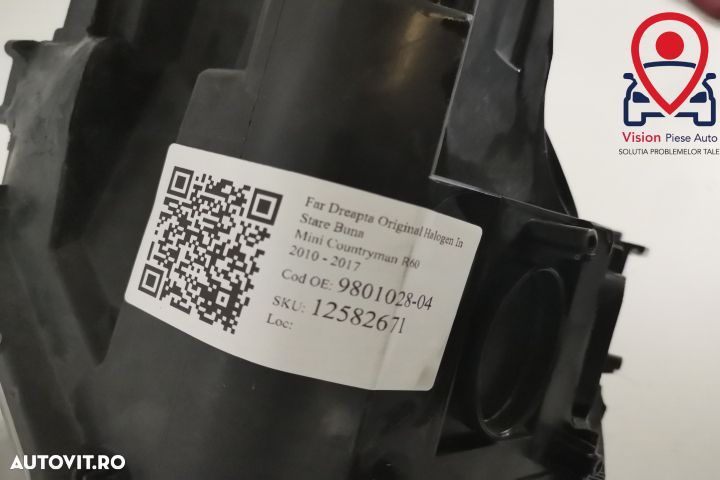 Vision Piese Auto
SOLUTIA PROBLEMELOR TALE
Far Dreapta Original Halogen In
Stare Buna
Mini Countryman R60
2010 - 2017
Cod OE: 9801028-04
SKU: 12582671
Loc:
AUTOVIT.RO